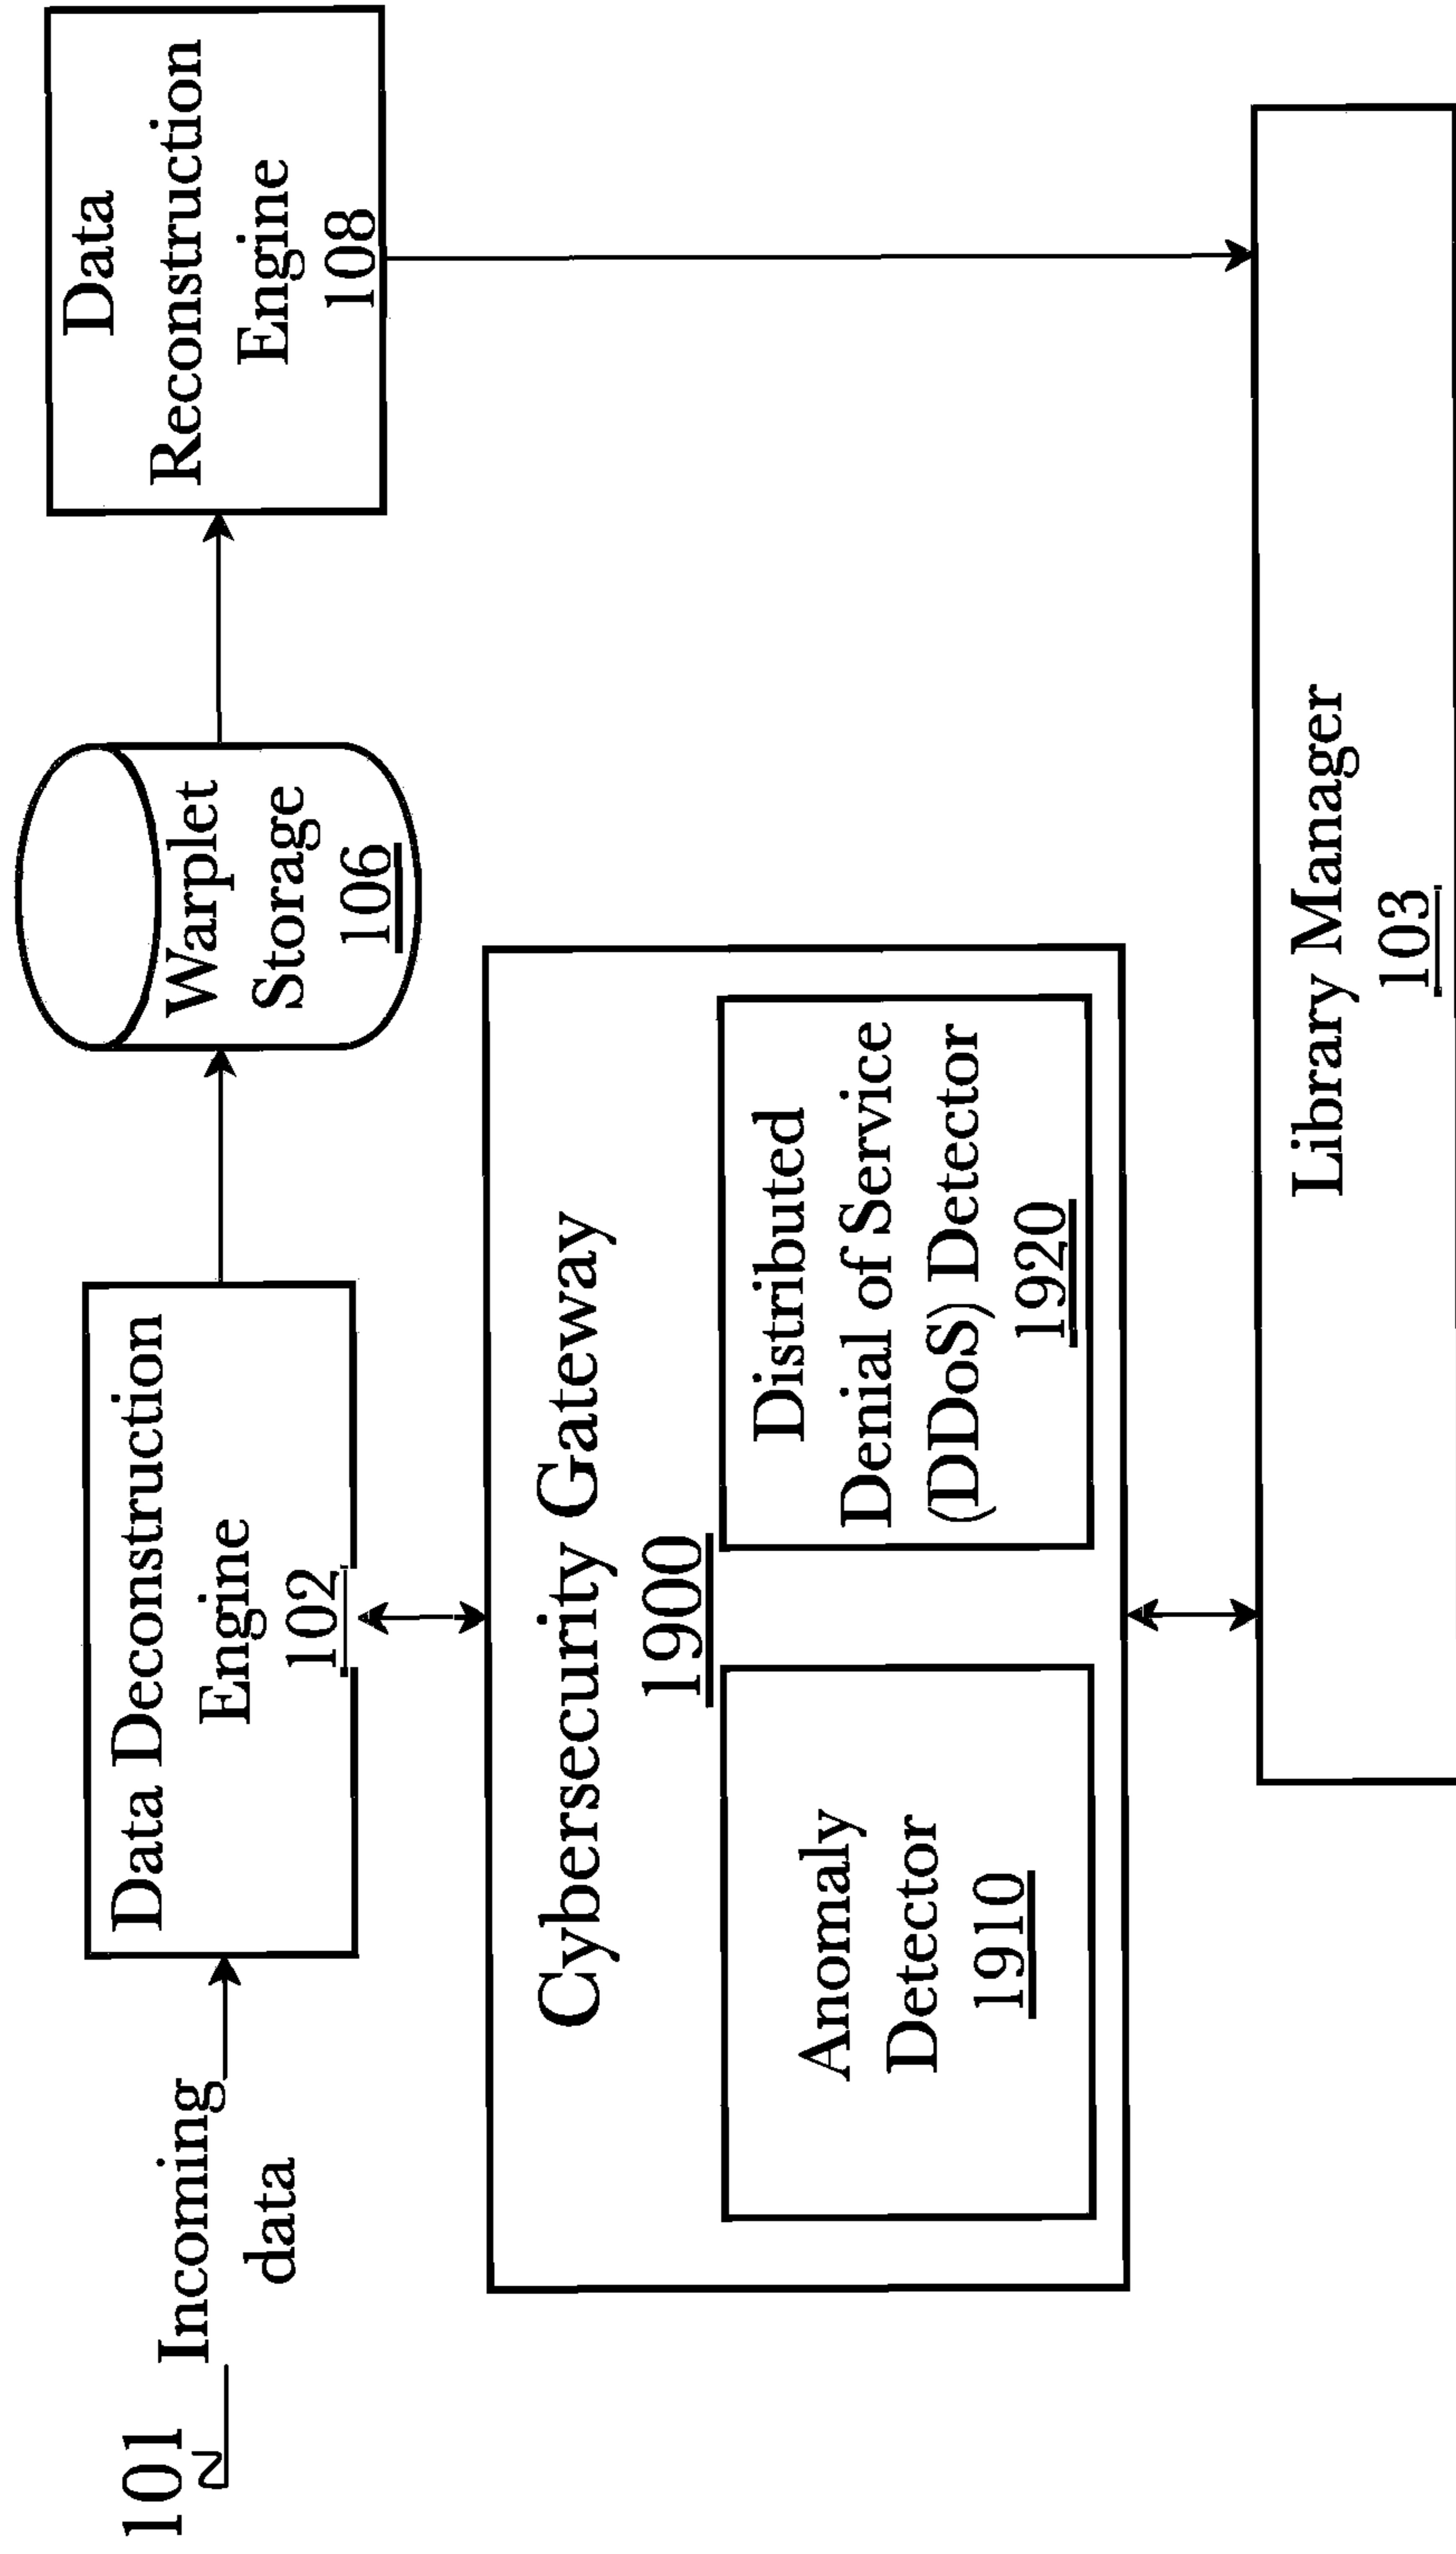 101
Incoming
data
Data Deconstruction
Engine
102
Warplet
Storage
106
Data
Reconstruction
Engine
108
Cybersecurity Gateway
1900
Anomaly
Detector
1910
Distributed
Denial of Service
(DDoS) Detector
1920
Library Manager
103